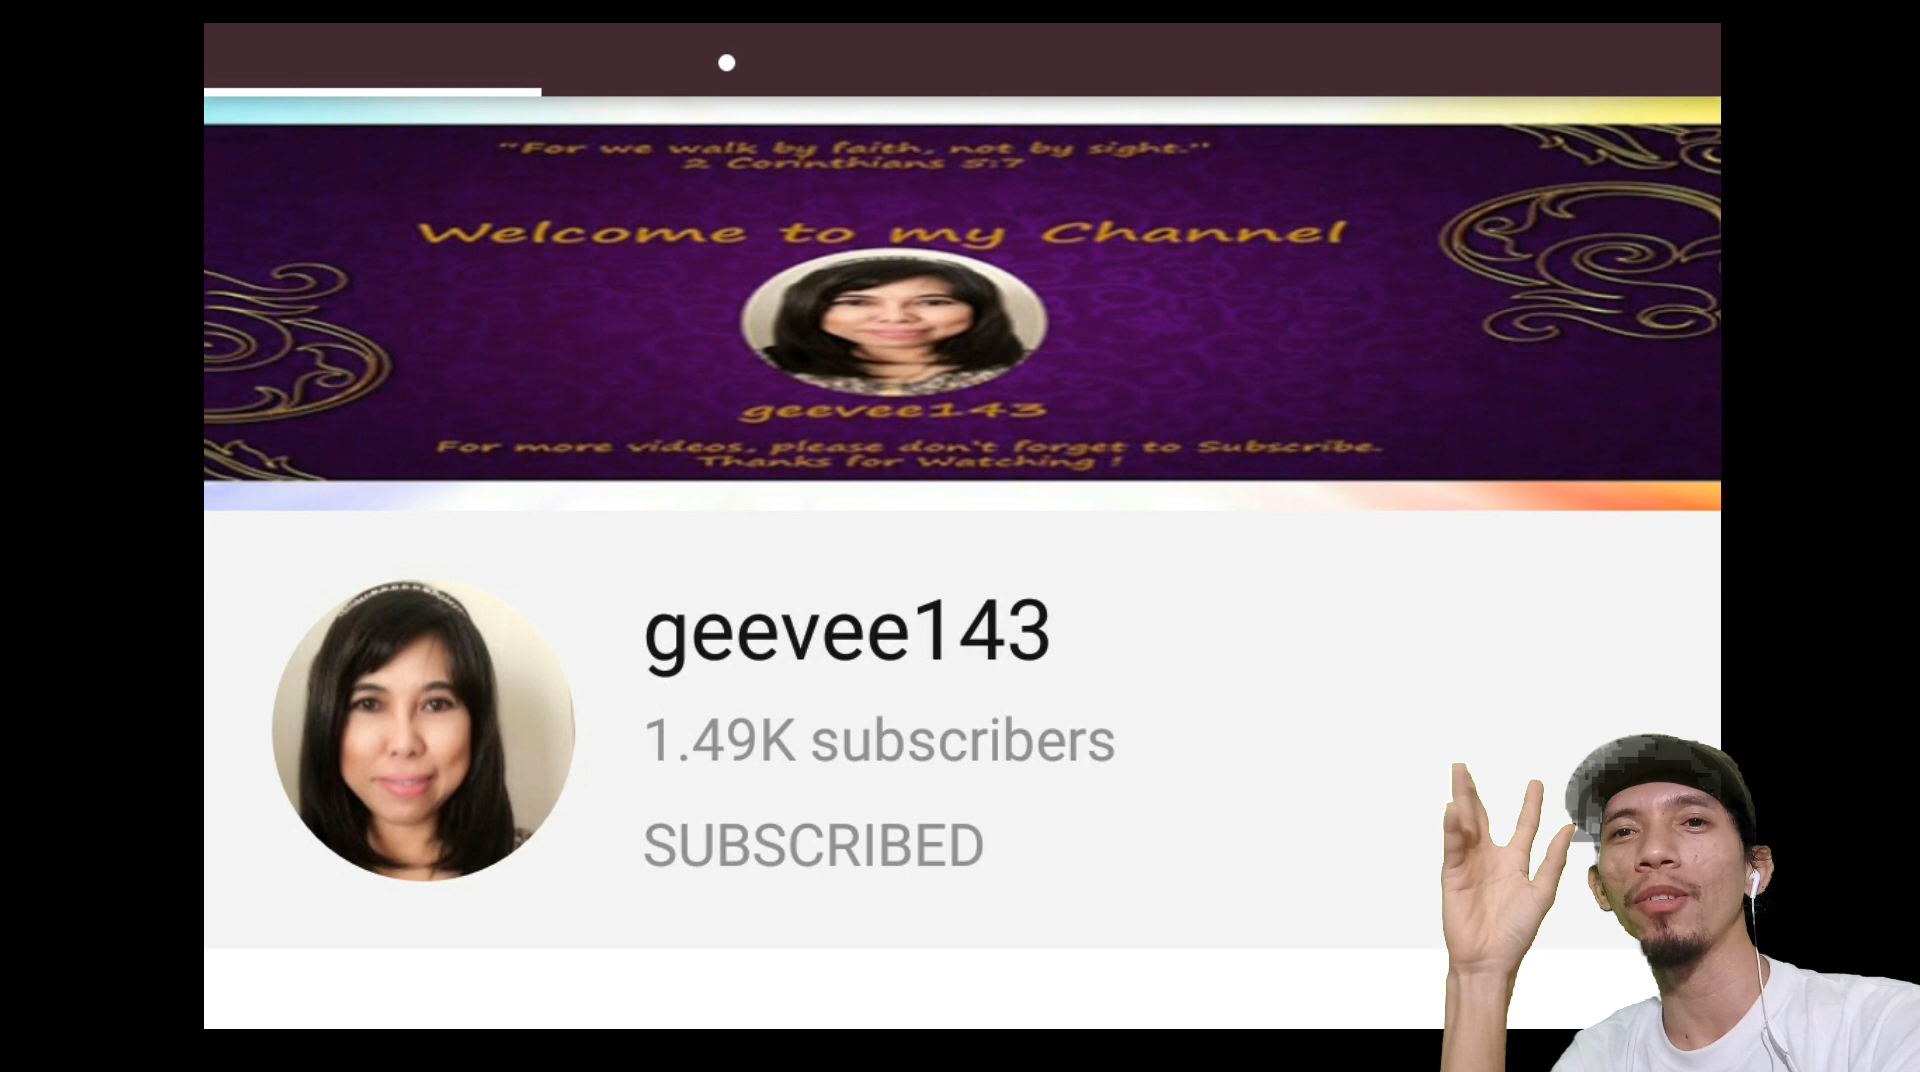 “For we walk by faith, not by sight.”
2 Corinthians 5:7
Welcome to my Channel
geevee143
For more videos, please don't forget to Subscribe.
Thanks for Watching !
geevee143
1.49K subscribers
SUBSCRIBED